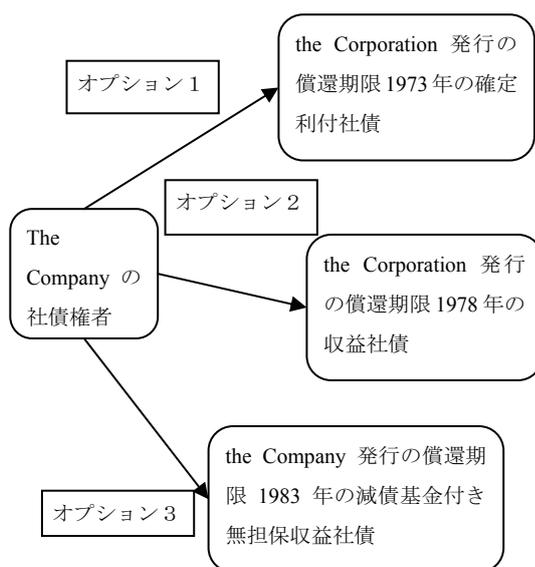 the Corporation 発行の
償還期限 1973 年の確定
利付社債
オプション１
オプション２
The
Company の
社債権者
the Corporation 発行
の償還期限 1978 年の
収益社債
the Company 発行の償還期
限 1983 年の減債基金付き
無担保収益社債
オプション３